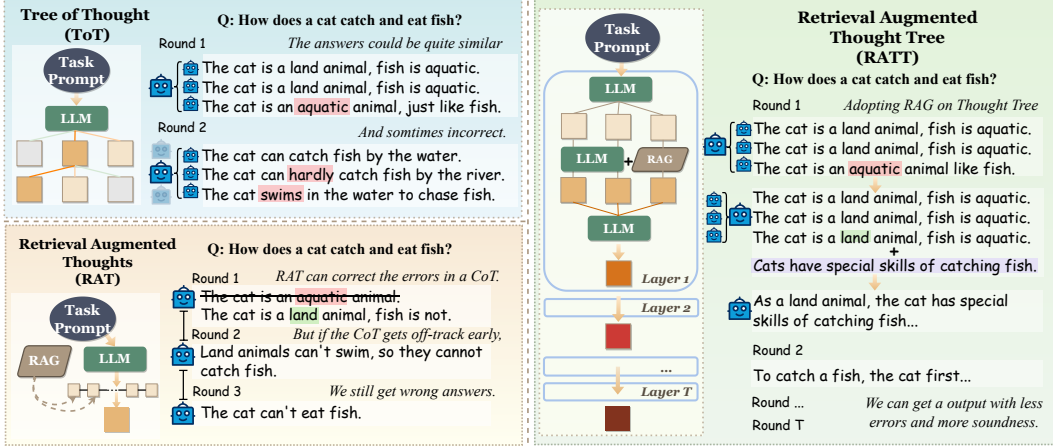 Tree of Thought
(ToT)
Task
Prompt
LLM
Q: How does a cat catch and eat fish?
Round 1
The answers could be quite similar
The cat is a land animal, fish is aquatic.
The cat is a land animal, fish is aquatic.
The cat is an aquatic animal, just like fish.
Round 2
And somtimes incorrect.
The cat can catch fish by the water.
The cat can hardly catch fish by the river.
The cat swims in the water to chase fish.
Retrieval Augmented
Thoughts
(RAT)
Task
Prompt
RAG
LLM
Q: How does a cat catch and eat fish?
Round 1
RAT can correct the errors in a CoT.
The cat is an aquatic animal.
The cat is a land animal, fish is not.
Round 2
But if the CoT gets off-track early,
Land animals can't swim, so they cannot
catch fish.
Round 3
We still get wrong answers.
The cat can't eat fish.
Task
Prompt
LLM
LLM
+
RAG
LLM
Layer 1
Layer 2
...
Layer T
Retrieval Augmented
Thought Tree
(RATT)
Q: How does a cat catch and eat fish?
Round 1
Adopting RAG on Thought Tree
The cat is a land animal, fish is aquatic.
The cat is a land animal, fish is aquatic.
The cat is an aquatic animal like fish.
The cat is a land animal, fish is aquatic.
The cat is a land animal, fish is aquatic.
The cat is a land animal, fish is aquatic.
+
Cats have special skills of catching fish.
As a land animal, the cat has special
skills of catching fish...
Round 2
To catch a fish, the cat first...
Round ...
Round T
We can get a output with less
errors and more soundness.